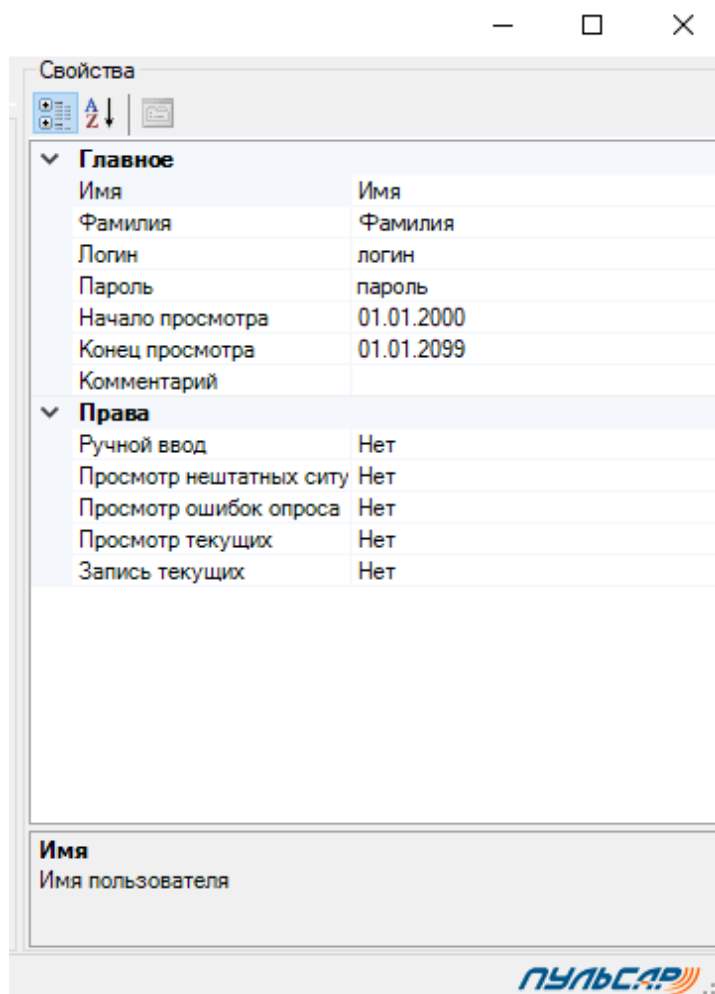 Свойства
Главное
Имя Имя
Фамилия Фамилия
Логин логин
Пароль пароль
Начало просмотра 01.01.2000
Конец просмотра 01.01.2099
Комментарий
Права
Ручной ввод Нет
Просмотр нештатных ситу Нет
Просмотр ошибок опроса Нет
Просмотр текущих Нет
Запись текущих Нет
Имя
Имя пользователя
ПУЛЬСАР